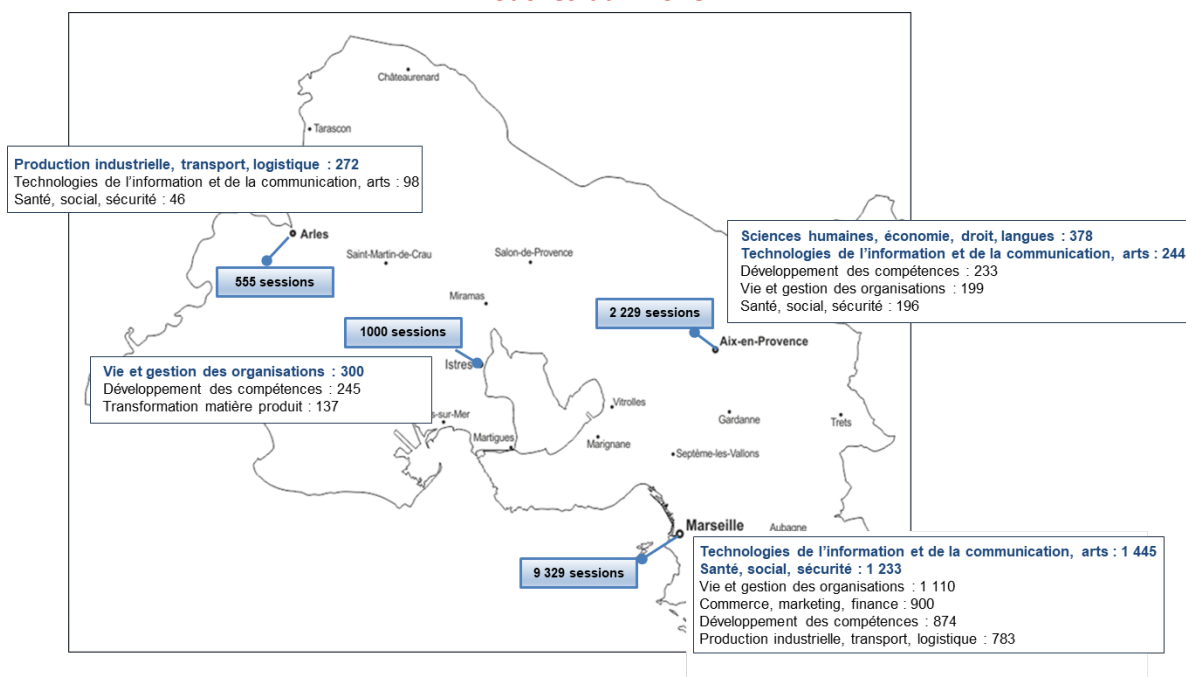 Châteaurenard
Tarascon
Production industrielle, transport, logistique : 272
Technologies de l'information et de la communication, arts : 98
Santé, social, sécurité : 46
Arles
555 sessions
Saint-Martin-de-Crau
Salon-de-Provence
Miramas
Sciences humaines, économie, droit, langues : 378
Technologies de l'information et de la communication, arts : 244
Développement des compétences : 233
Vie et gestion des organisations : 199
Santé, social, sécurité : 196
2 229 sessions
Aix-en-Provence
1000 sessions
Istres
Vie et gestion des organisations : 300
Développement des compétences : 245
Transformation matière produit : 137
s-sur-Mer
Martigues
Vitrolles
Marignane
Gardanne
Trets
Septème-les-Vallons
Marseille
Aubagne
9 329 sessions
Technologies de l'information et de la communication, arts : 1 445
Santé, social, sécurité : 1 233
Vie et gestion des organisations : 1 110
Commerce, marketing, finance : 900
Développement des compétences : 874
Production industrielle, transport, logistique : 783